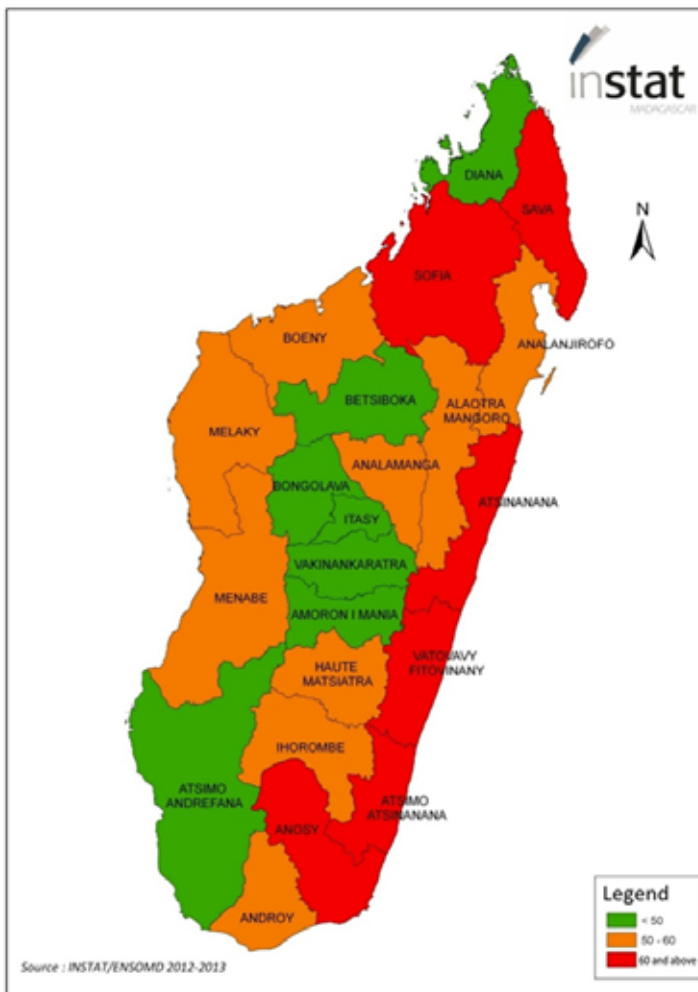 instat
MADAGASCAR
DIANA
SAVA
N
SOFIA
BOENY
ANALANJIROFO
BETSIBOKA
ALAOTRA
MANGORO
MELAKY
ANALAMANGA
BONGOLAVA
ATSINANANA
ITASY
VAKINANKARATRA
MENABE
AMORON I MANIA
HAUTE
MATSIATRA
VATOVAVY
FITOVINANY
IHOROMBE
ATSIMO
ANDREFANA
ATSIMO
ATSINANANA
ANOSY
ANDROY
Legend
< 50
50 - 60
60 and above
Source : INSTAT/ENSOMD 2012-2013